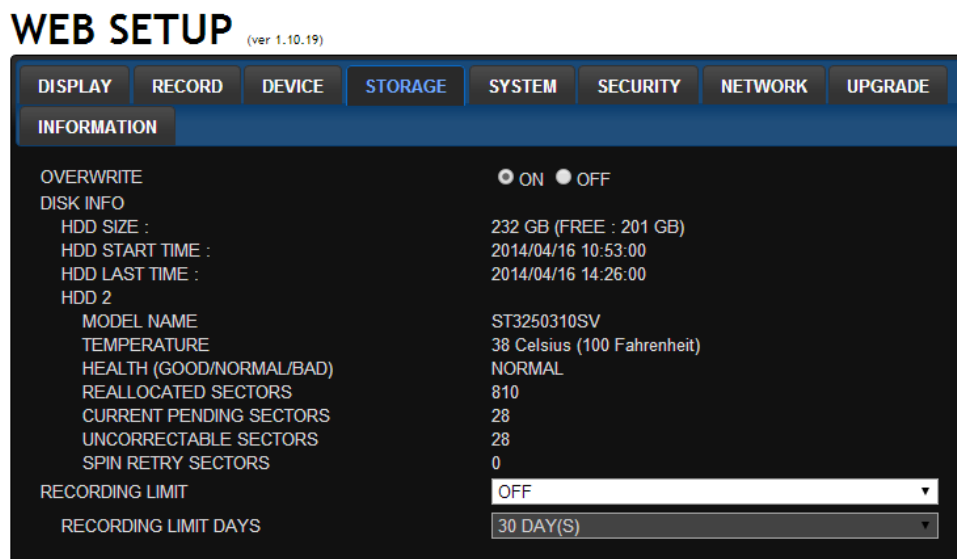 WEB SETUP (ver 1.10.19)
DISPLAY RECORD DEVICE STORAGE SYSTEM SECURITY NETWORK UPGRADE
INFORMATION
OVERWRITE ON OFF
DISK INFO
HDD SIZE : 232 GB (FREE : 201 GB)
HDD START TIME : 2014/04/16 10:53:00
HDD LAST TIME : 2014/04/16 14:26:00
HDD 2
MODEL NAME ST3250310SV
TEMPERATURE 38 Celsius (100 Fahrenheit)
HEALTH (GOOD/NORMAL/BAD) NORMAL
REALLOCATED SECTORS 810
CURRENT PENDING SECTORS 28
UNCORRECTABLE SECTORS 28
SPIN RETRY SECTORS 0
RECORDING LIMIT OFF
RECORDING LIMIT DAYS 30 DAY(S)